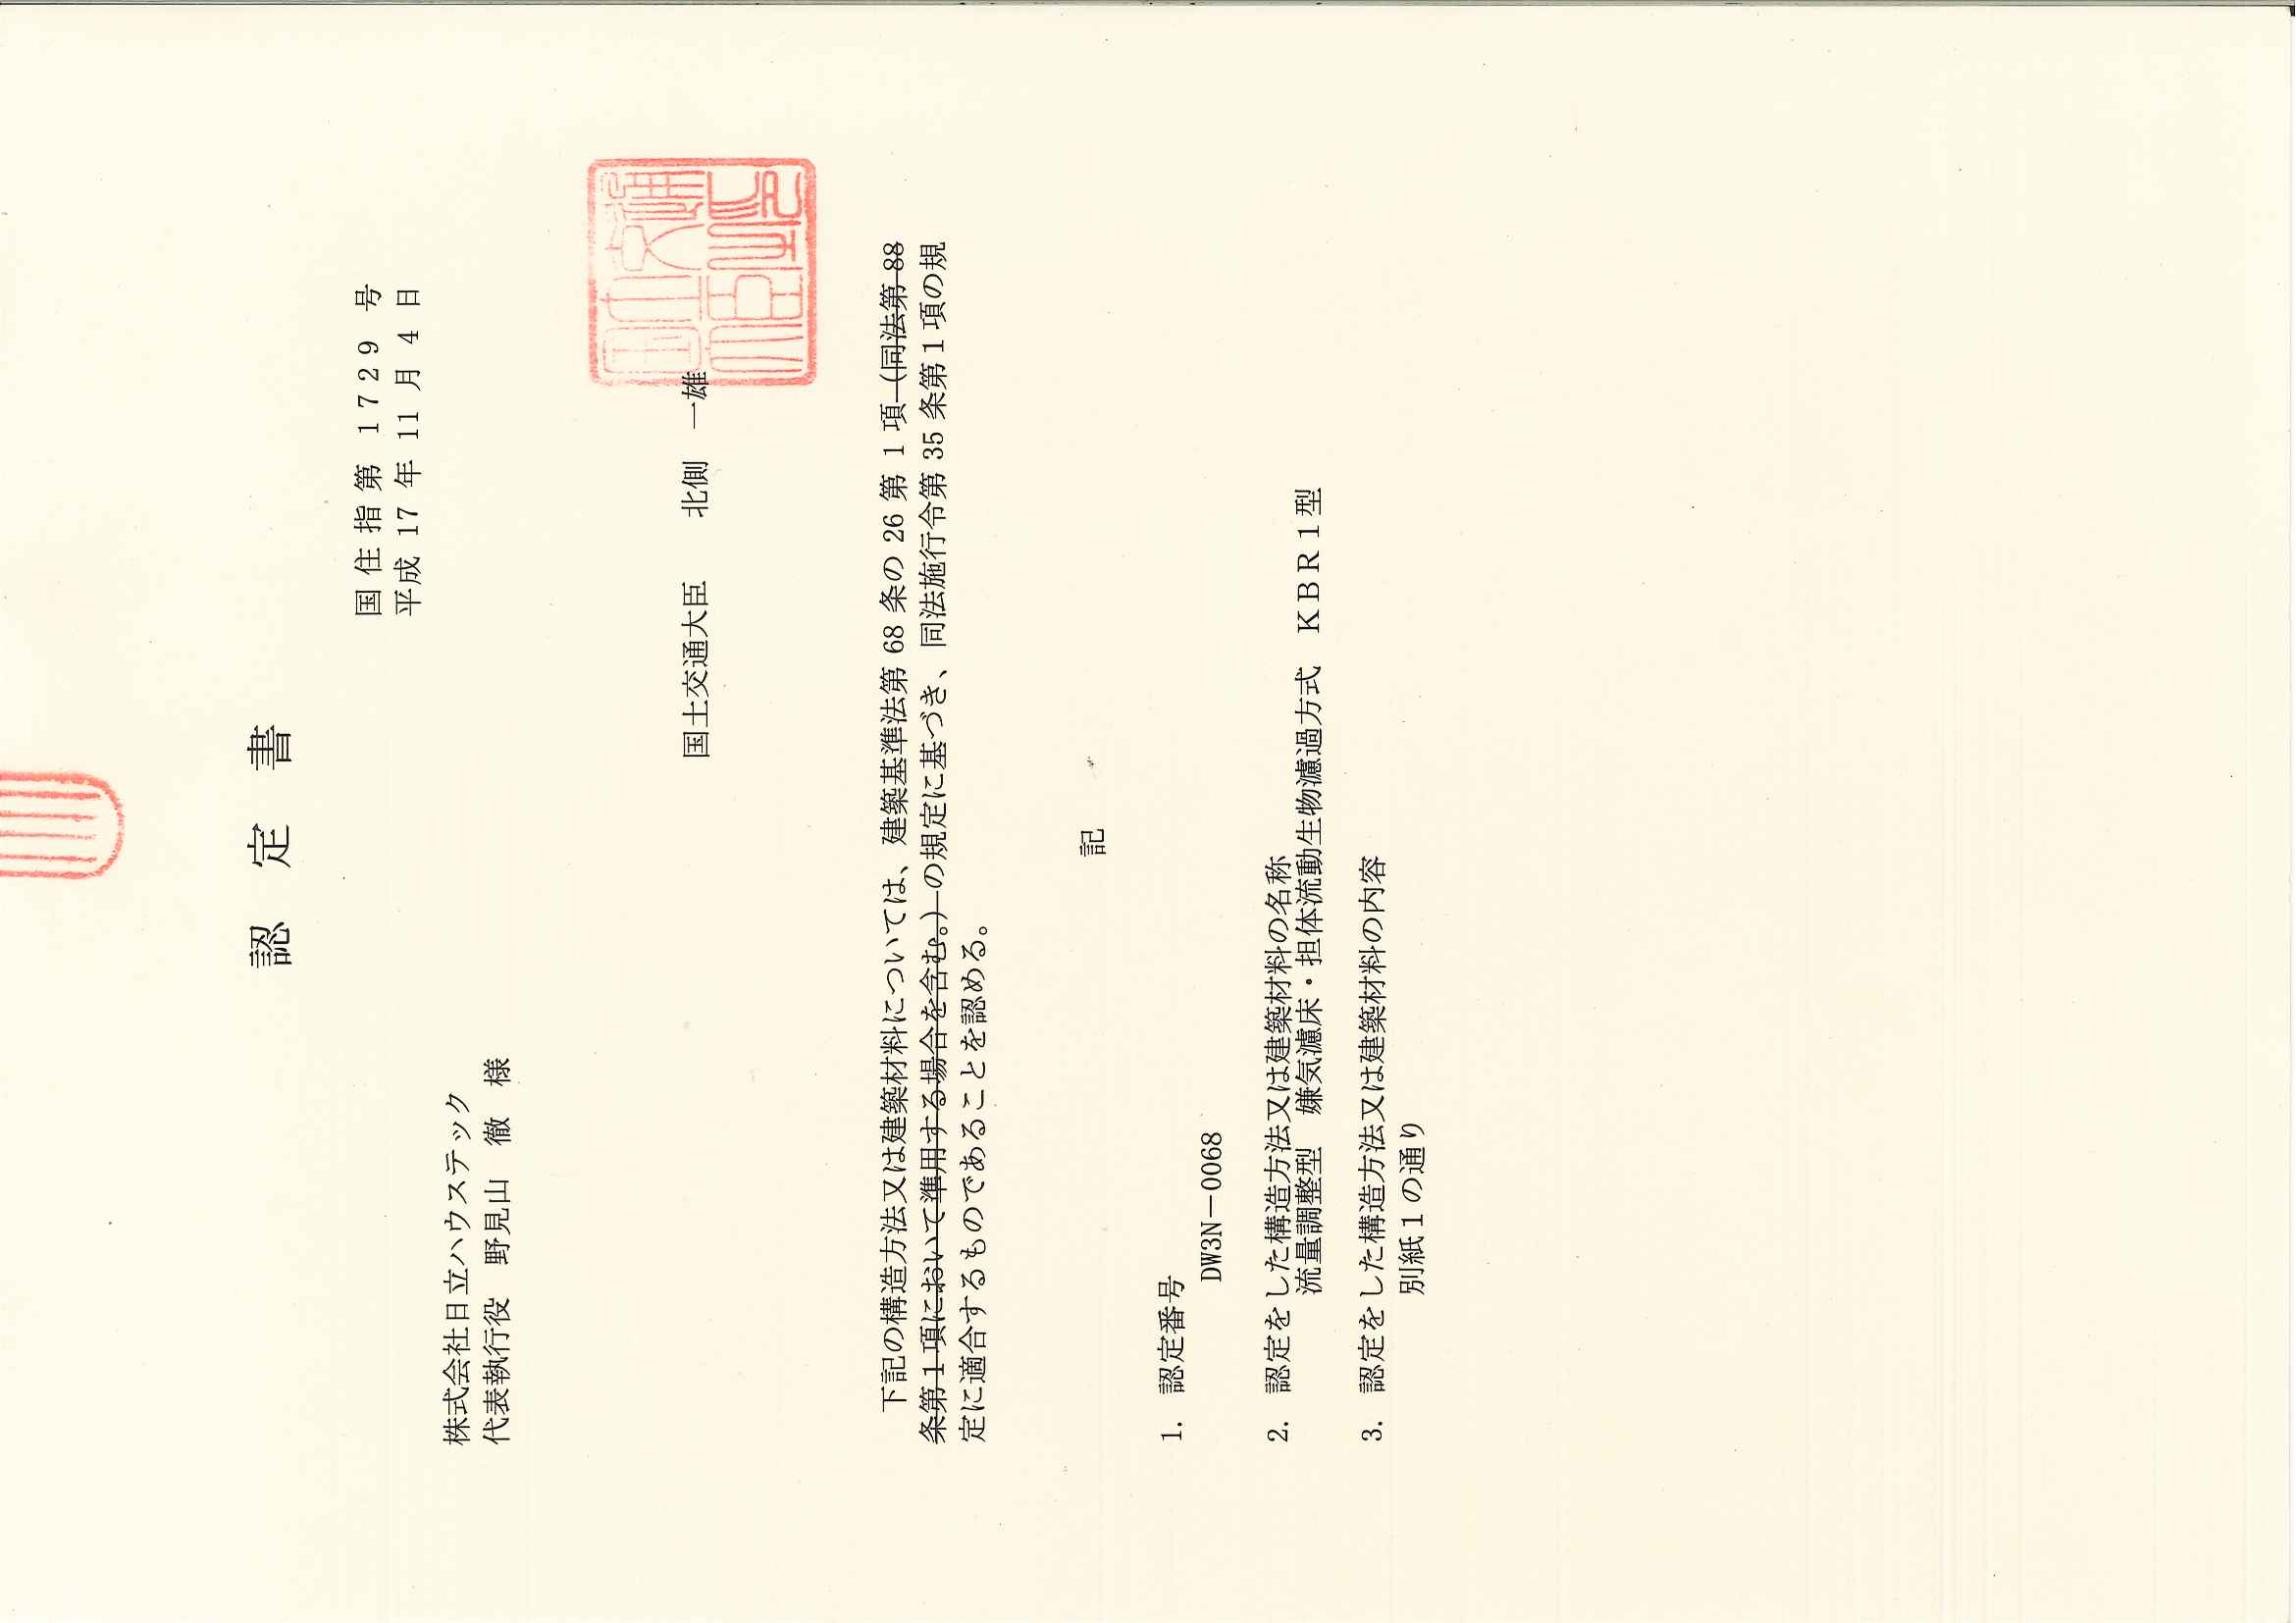 認定書
国住指第1729号
平成17年11月4日
株式会社日立ハウステック
代表執行役　野見山　徹　様
国土交通大臣　北側　一雄
下記の構造方法又は建築材料については、建築基準法第68条の26第1項（同法第88
条第1項において準用する場合を含む。）の規定に基づき、同法施行令第35条第1項の規
定に適合するものであることを認める。
記
1．認定番号
DW3N－0068
2．認定をした構造方法又は建築材料の名称
流量調整型　嫌気濾床・担体流動生物濾過方式　ＫＢＲ１型
3．認定をした構造方法又は建築材料の内容
別紙１の通り